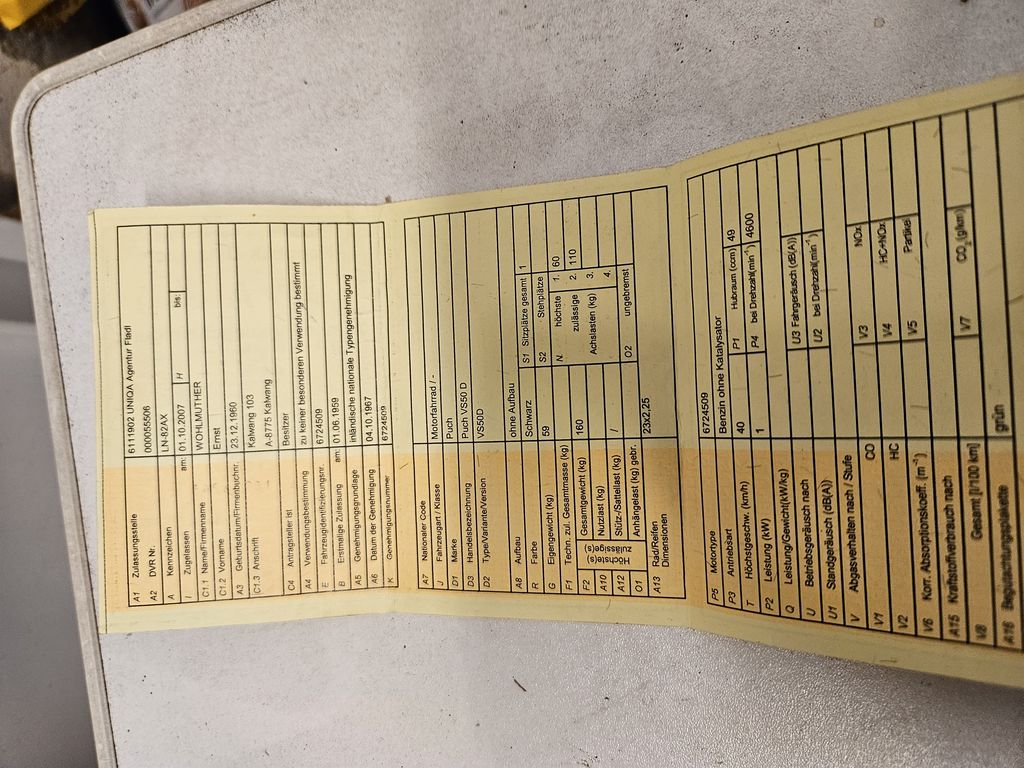 A1 Zulassungsstelle 6111902 UNIQA Agentur Fladl
A2 DVR Nr. 000055506
A Kennzeichen LN-82AX
I Zugelassen am: 01.10.2007 H bis:
C1.1 Name/Firmenname WOHLMUTHER
C1.2 Vorname Ernst
A3 Geburtsdatum/Firmenbuchnr. 23.12.1960
C1.3 Anschrift Kalwang 103
A-8775 Kalwang
C4 Antragsteller ist Besitzer
A4 Verwendungsbestimmung zu keiner besonderen Verwendung bestimmt
E Fahrzeugidentifizierungsnr. 6724509
B Erstmalige Zulassung am: 01.06.1959
A5 Genehmigungsgrundlage inländische nationale Typengenehmigung
A6 Datum der Genehmigung 04.10.1967
K Genehmigungsnummer 6724509
A7 Nationaler Code
J Fahrzeugart / Klasse Motorfahrrad / -
D1 Marke Puch
D3 Handelsbezeichnung Puch VS50 D
D2 Type/Variante/Version VS50D
A8 Aufbau ohne Aufbau
R Farbe Schwarz S1 Sitzplätze gesamt 1
G Eigengewicht (kg) 59 S2 Stehplätze
F1 Techn. zul. Gesamtmasse (kg) N höchste zulässige Achslasten (kg) 1. 60
F2 Höchste(s) zulässige(s) Gesamtgewicht (kg) 160 2. 110
A10 Nutzlast (kg) 3.
A12 Stütz-/Sattellast (kg) / 4.
O1 Anhängelast (kg) gebr. O2 ungebremst
A13 Rad/Reifen Dimensionen 23x2,25
P5 Motortype 6724509
P3 Antriebzart Benzin ohne Katalysator
T Höchstgeschw. (km/h) 40 P1 Hubraum (ccm) 49
P2 Leistung (kW) 1 P4 bei Drehzahl(min⁻¹) 4600
Q Leistung/Gewicht(kW/kg)
U Betriebsgeräusch (dB(A)) U3 Fahrgeräusch (dB(A))
U1 Standgeräusch (dB(A)) U2 bei Drehzahl(min⁻¹)
V Abgasverhalten nach / Stufe
V1 CO V3 NOx
V2 HC V4 HC+NOx
V6 Korr. Absorptionskoeff. (m⁻¹) V5 Partikel
A15 Kraftstoffverbrauch nach
V8 Gesamt [l/100 km] V7 CO₂ (g/km)
A16 Begutachtungsplakette grün